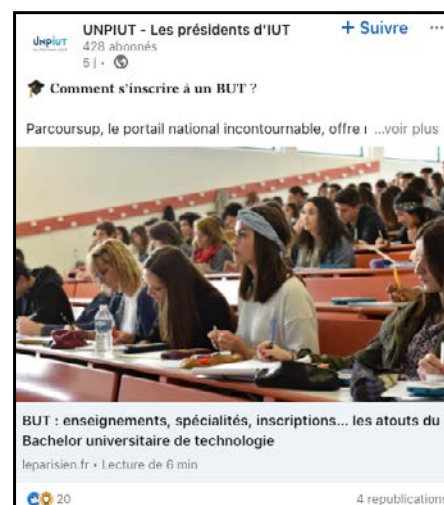 UNPIUT
UNPIUT - Les présidents d'IUT
+ Suivre ...
428 abonnés
5 j •
🎓 Comment s'inscrire à un BUT ?
Parcoursup, le portail national incontournable, offre ...voir plus
BUT : enseignements, spécialités, inscriptions... les atouts du
Bachelor universitaire de technologie
leparisien.fr • Lecture de 6 min
20
4 republications